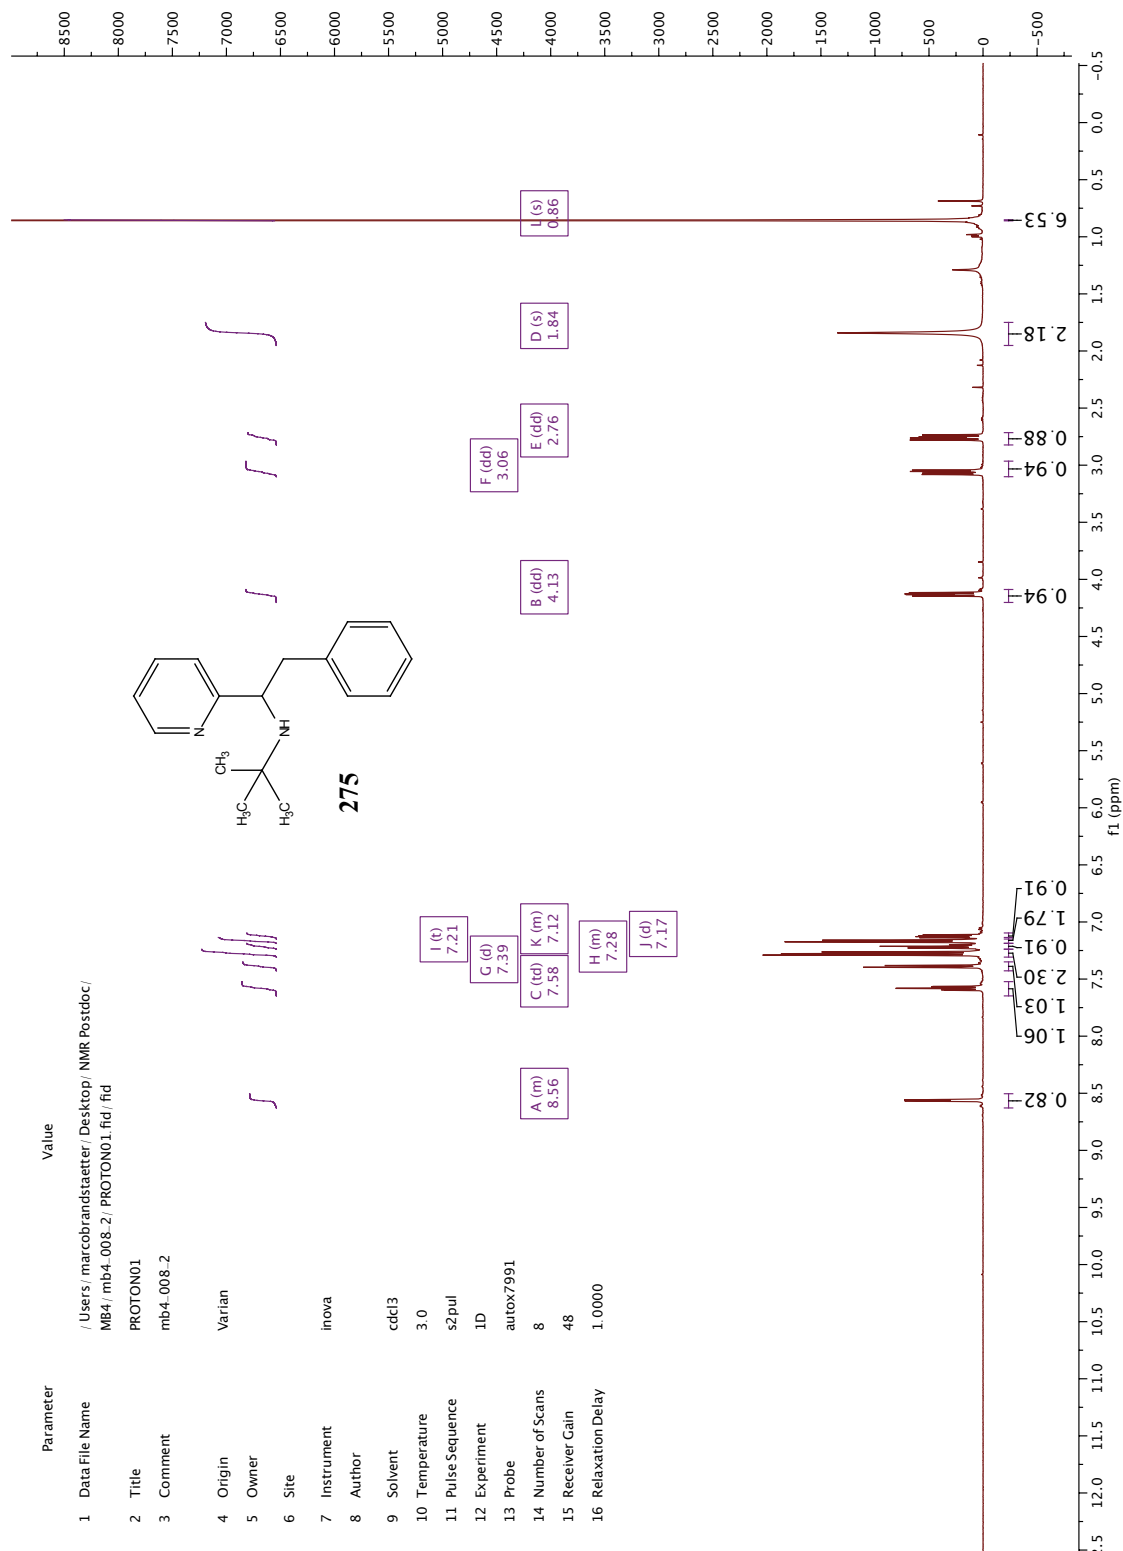 Parameter Value
1 Data File Name / Users / marcobrandstaetter / Desktop / NMR Postdoc /
MB4 / mb4_008_2 / PROTON01.fid / fid
2 Title PROTON01
3 Comment mb4_008_2
4 Origin Varian
5 Owner
6 Site
7 Instrument inova
8 Author
9 Solvent cdcl3
10 Temperature 3.0
11 Pulse Sequence s2pul
12 Experiment 1D
13 Probe autox7991
14 Number of Scans 8
15 Receiver Gain 48
16 Relaxation Delay 1.0000
N
NH
CH3
H3C
H3C
275
I (t)
7.21
G (d)
7.39
F (dd)
3.06
A (m)
8.56
C (td)
7.58
K (m)
7.12
B (dd)
4.13
E (dd)
2.76
D (s)
1.84
L (s)
0.86
H (m)
7.28
J (d)
7.17
8500
8000
7500
7000
6500
6000
5500
5000
4500
4000
3500
3000
2500
2000
1500
1000
500
0
-500
0.82
1.06
1.03
2.30
0.91
1.79
0.91
0.94
0.94
0.88
2.18
6.53
2.5 12.0 11.5 11.0 10.5 10.0 9.5 9.0 8.5 8.0 7.5 7.0 6.5 6.0 5.5 5.0 4.5 4.0 3.5 3.0 2.5 2.0 1.5 1.0 0.5 0.0 -0.5
f1 (ppm)